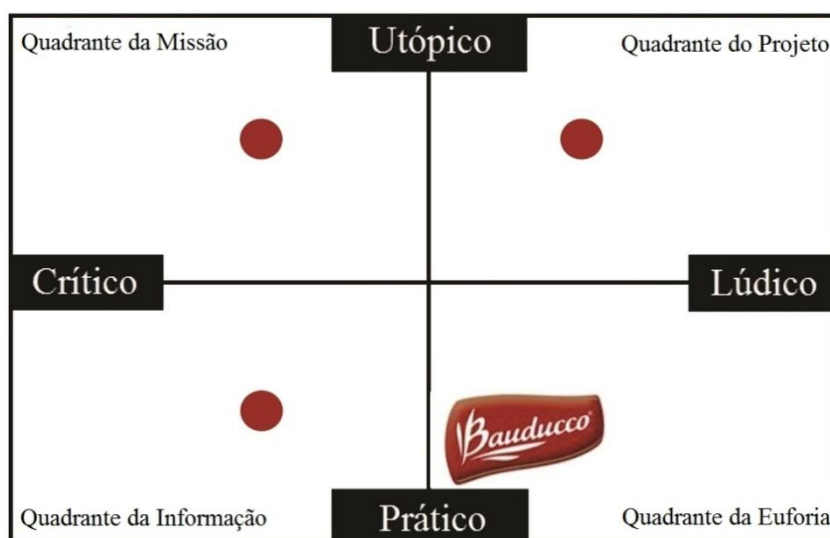 Quadrante da Missão
Utópico
Quadrante do Projeto
Crítico
Lúdico
Bauducco
Quadrante da Informação
Prático
Quadrante da Euforia